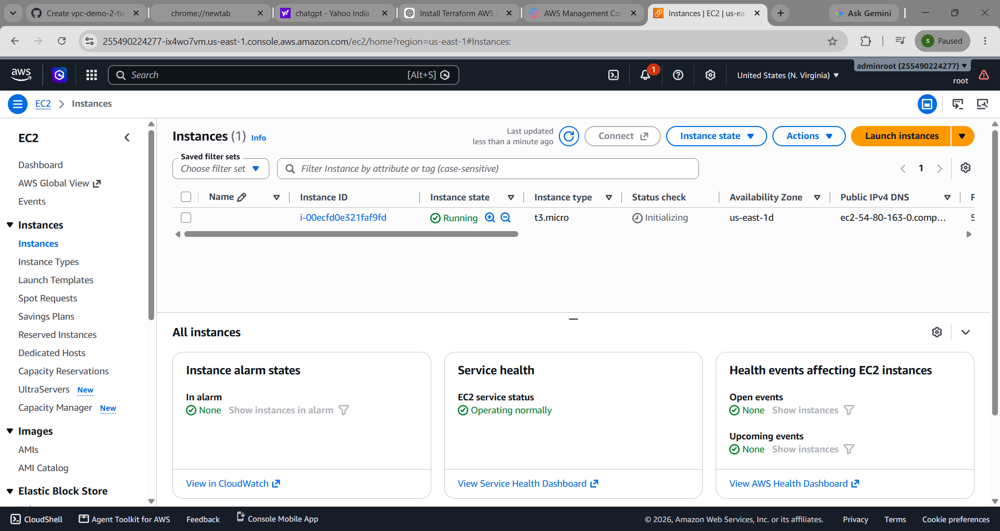 Create vpc-demo-2-tie
chrome://newtab
chatgpt - Yahoo India
Install Terraform AWS
AWS Management Co
Instances | EC2 | us-ea
Ask Gemini
255490224277-ix4wo7vm.us-east-1.console.aws.amazon.com/ec2/home?region=us-east-1#Instances:
S
Paused
aws
Search
[Alt+S]
1
United States (N. Virginia)
adminroot (255490224277)
root
EC2
Instances
EC2
Dashboard
AWS Global View
Events
Instances
Instances
Instance Types
Launch Templates
Spot Requests
Savings Plans
Reserved Instances
Dedicated Hosts
Capacity Reservations
UltraServers New
Capacity Manager New
Images
AMIs
AMI Catalog
Elastic Block Store
Instances (1) Info
Last updated
less than a minute ago
Connect
Instance state
Actions
Launch instances
Saved filter sets
Choose filter set
Filter Instance by attribute or tag (case-sensitive)
1
Name Instance ID Instance state Instance type Status check Availability Zone Public IPv4 DNS
i-00ecfd0e321faf9fd Running t3.micro Initializing us-east-1d ec2-54-80-163-0.comp... 5
All instances
Instance alarm states
In alarm
None Show instances in alarm
View in CloudWatch
Service health
EC2 service status
Operating normally
View Service Health Dashboard
Health events affecting EC2 instances
Open events
None Show instances
Upcoming events
None Show instances
View AWS Health Dashboard
CloudShell
Agent Toolkit for AWS
Feedback
Console Mobile App
© 2026, Amazon Web Services, Inc. or its affiliates.
Privacy
Terms
Cookie preferences